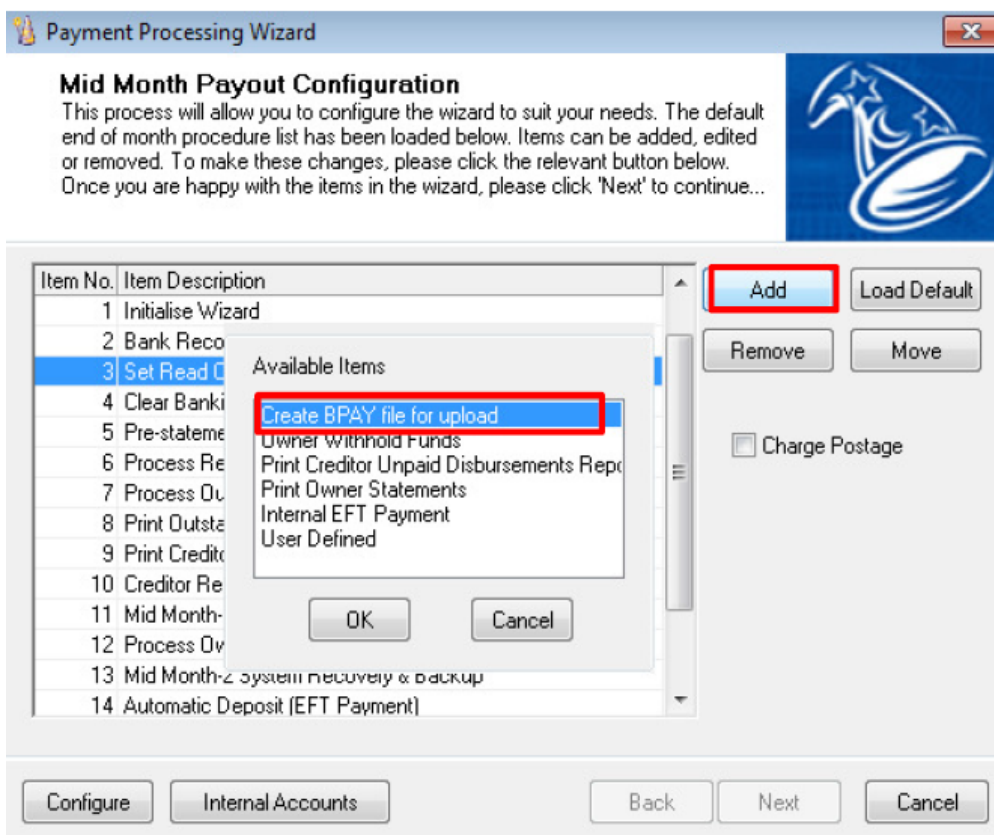 Payment Processing Wizard
Mid Month Payout Configuration
This process will allow you to configure the wizard to suit your needs. The default
end of month procedure list has been loaded below. Items can be added, edited
or removed. To make these changes, please click the relevant button below.
Once you are happy with the items in the wizard, please click 'Next' to continue...
Item No. Item Description
1 Initialise Wizard
2 Bank Reco
3 Set Read C
4 Clear Banki
5 Pre-stateme
6 Process Re
7 Process Ou
8 Print Outsta
9 Print Credito
10 Creditor Re
11 Mid Month-
12 Process Ow
13 Mid Month-2 System Recovery & Backup
14 Automatic Deposit (EFT Payment)
Available Items
Create BPAY file for upload
Owner Withhold Funds
Print Creditor Unpaid Disbursements Repo
Print Owner Statements
Internal EFT Payment
User Defined
OK Cancel
Add Load Default
Remove Move
Charge Postage
Configure Internal Accounts Back Next Cancel